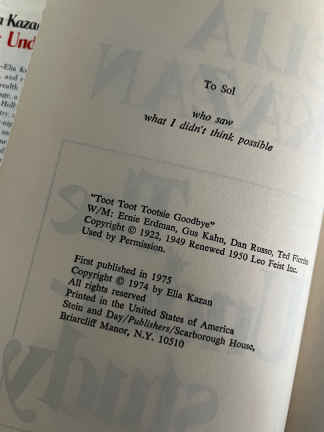 To Sol
who saw
what I didn't think possible
"Toot Toot Tootsie Goodbye"
W/M: Ernie Erdman, Gus Kahn, Dan Russo, Ted Fiorito
Copyright © 1922, 1949 Renewed 1950 Leo Feist Inc.
Used by Permission.
First published in 1975
Copyright © 1974 by Elia Kazan
All rights reserved
Printed in the United States of America
Stein and Day/Publishers/Scarborough House,
Briarcliff Manor, N.Y. 10510
Kazan
Und